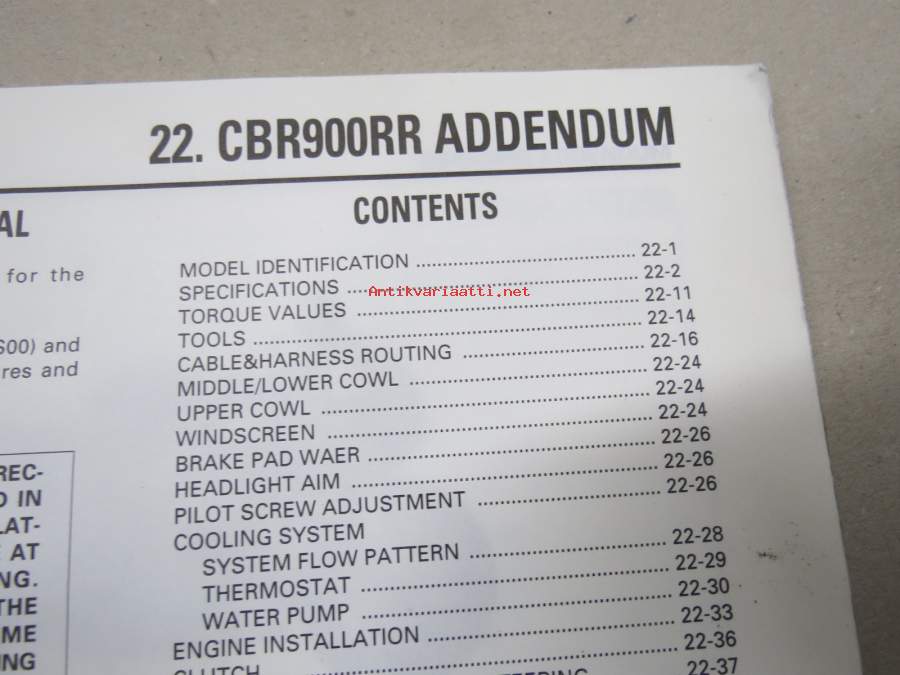 22. CBR900RR ADDENDUM
AL
for the
600) and
res and
REC-
D IN
LAT-
AT
NG.
THE
ME
ING
CONTENTS
MODEL IDENTIFICATION ........ 22-1
SPECIFICATIONS ........ 22-2
TORQUE VALUES ........ 22-11
TOOLS ........ 22-14
CABLE&HARNESS ROUTING ........ 22-16
MIDDLE/LOWER COWL ........ 22-24
UPPER COWL ........ 22-24
WINDSCREEN ........ 22-24
BRAKE PAD WAER ........ 22-26
HEADLIGHT AIM ........ 22-26
PILOT SCREW ADJUSTMENT ........ 22-26
COOLING SYSTEM
SYSTEM FLOW PATTERN ........ 22-28
THERMOSTAT ........ 22-29
WATER PUMP ........ 22-30
ENGINE INSTALLATION ........ 22-33
CLUTCH ........ 22-36
22-37
Antikvariaatti.net